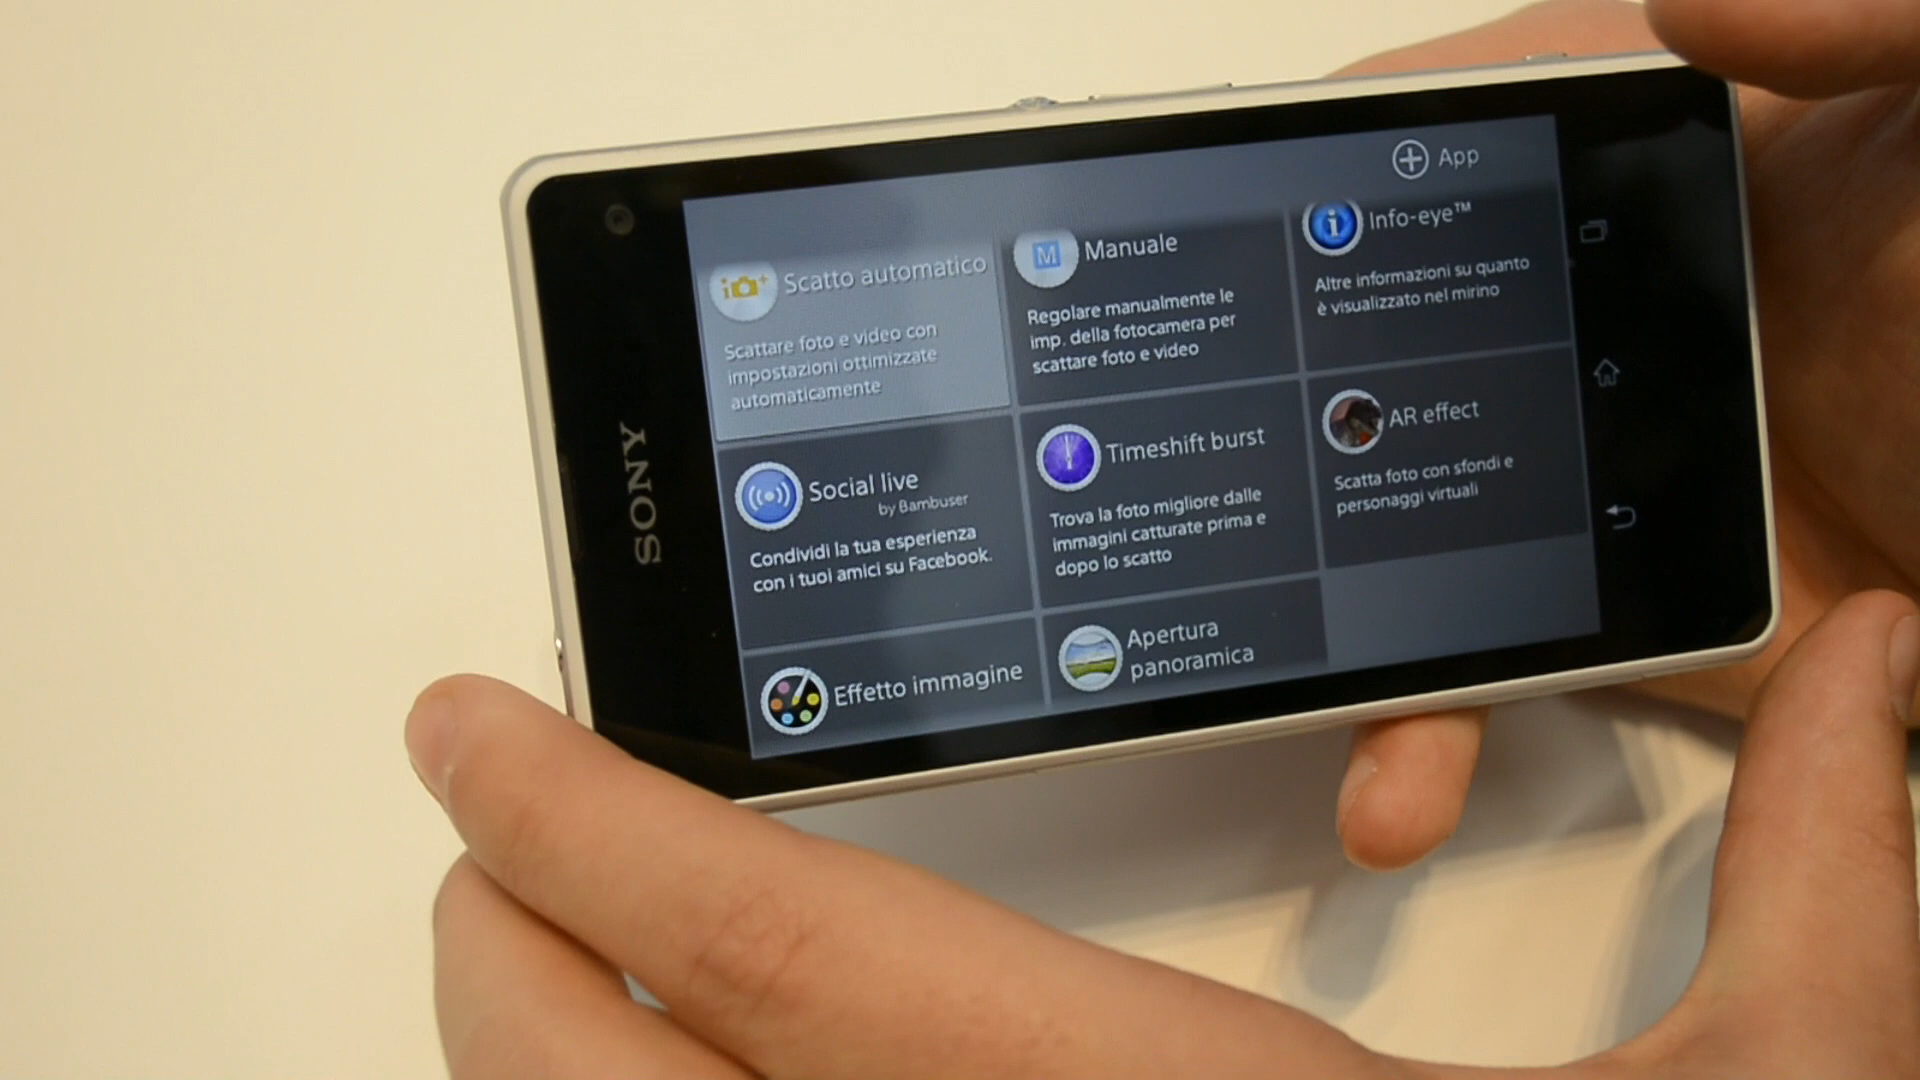 SONY
App
Scatto automatico
Scattare foto e video con
impostazioni ottimizzate
automaticamente
M
Manuale
Regolare manualmente le
imp. della fotocamera per
scattare foto e video
i
Info-eye™
Altre informazioni su quanto
è visualizzato nel mirino
Social live
by Bambuser
Condividi la tua esperienza
con i tuoi amici su Facebook.
Timeshift burst
Trova la foto migliore dalle
immagini catturate prima e
dopo lo scatto
AR effect
Scatta foto con sfondi e
personaggi virtuali
Effetto immagine
Apertura
panoramica